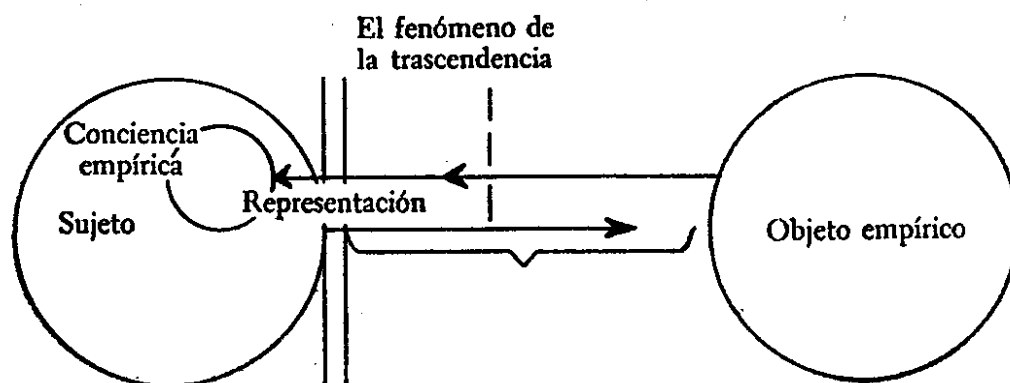 El fenómeno de
la trascendencia
Conciencia
empírica
Representación
Sujeto
Objeto empírico